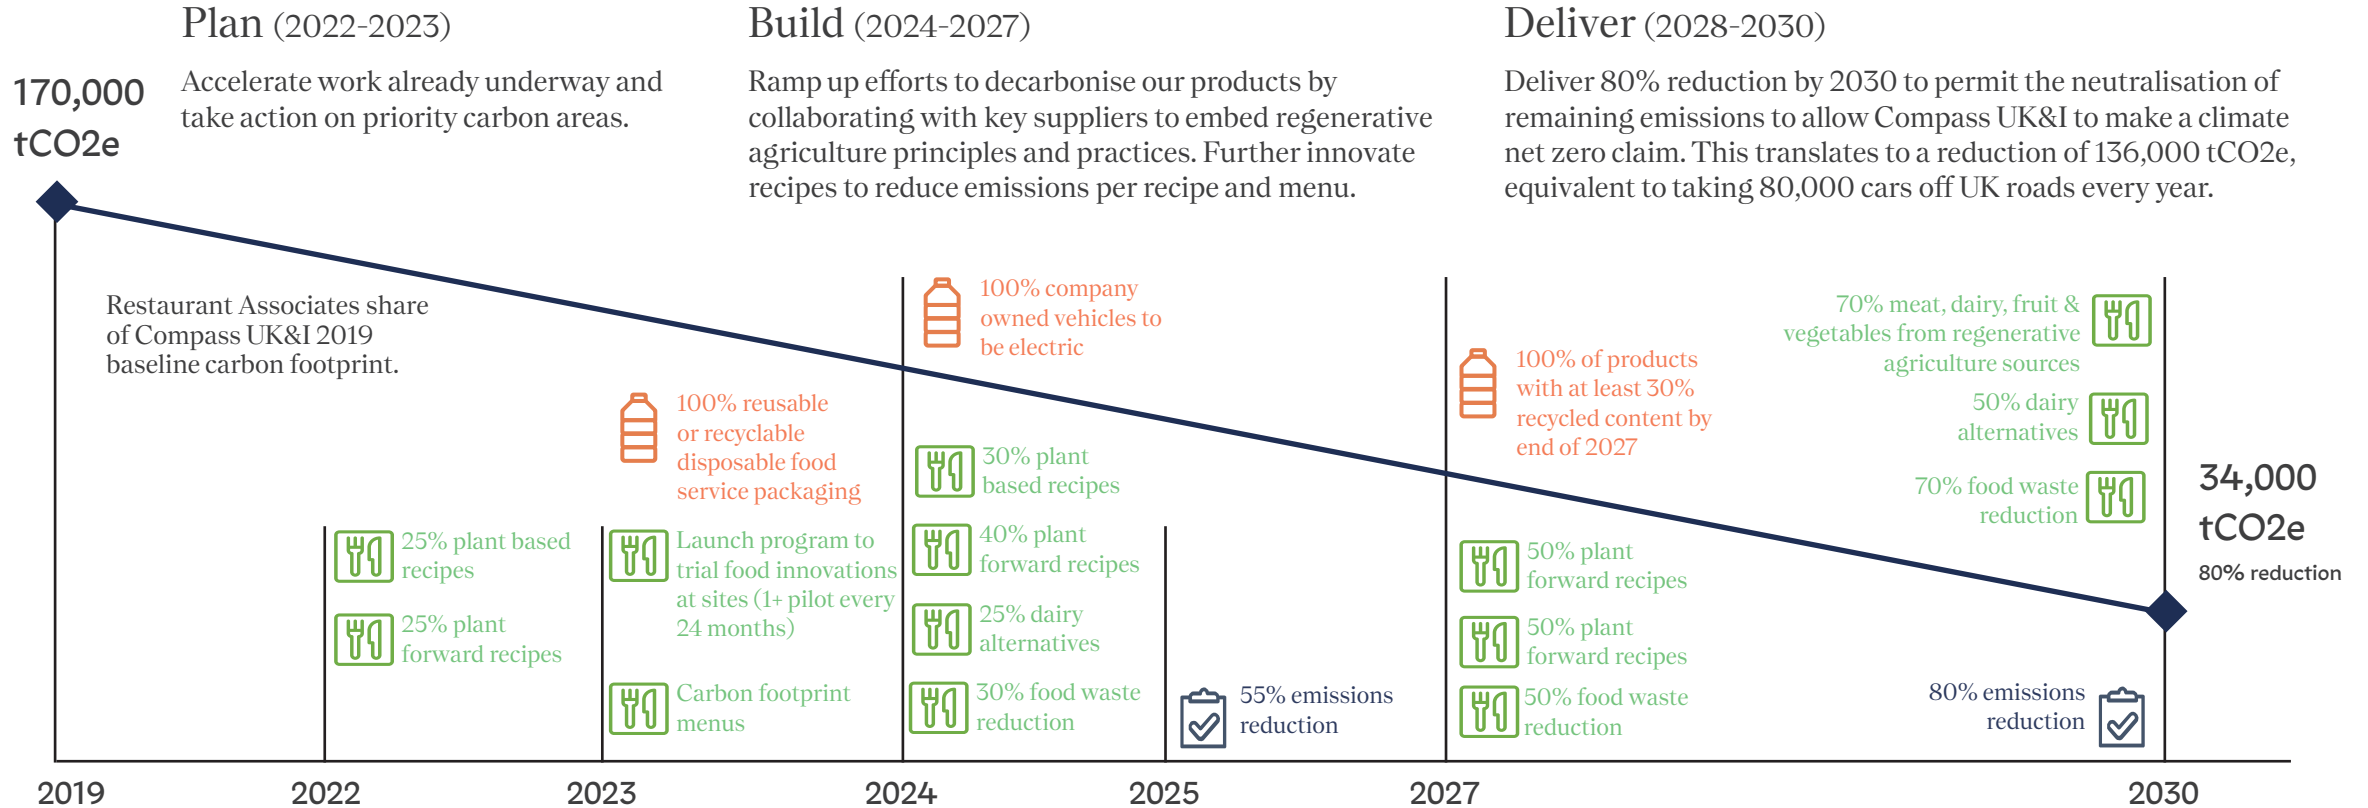 Plan (2022-2023)
Accelerate work already underway and
take action on priority carbon areas.
Build (2024-2027)
Ramp up efforts to decarbonise our products by
collaborating with key suppliers to embed regenerative
agriculture principles and practices. Further innovate
recipes to reduce emissions per recipe and menu.
Deliver (2028-2030)
Deliver 80% reduction by 2030 to permit the neutralisation of
remaining emissions to allow Compass UK&I to make a climate
net zero claim. This translates to a reduction of 136,000 tCO2e,
equivalent to taking 80,000 cars off UK roads every year.
170,000
tCO2e
Restaurant Associates share
of Compass UK&I 2019
baseline carbon footprint.
25% plant based
recipes
25% plant
forward recipes
100% reusable
or recyclable
disposable food
service packaging
Launch program to
trial food innovations
at sites (1+ pilot every
24 months)
Carbon footprint
menus
100% company
owned vehicles to
be electric
30% plant
based recipes
40% plant
forward recipes
25% dairy
alternatives
30% food waste
reduction
55% emissions
reduction
100% of products
with at least 30%
recycled content by
end of 2027
50% plant
forward recipes
50% plant
forward recipes
50% food waste
reduction
70% meat, dairy, fruit &
vegetables from regenerative
agriculture sources
50% dairy
alternatives
70% food waste
reduction
80% emissions
reduction
34,000
tCO2e
80% reduction
2019
2022
2023
2024
2025
2027
2030